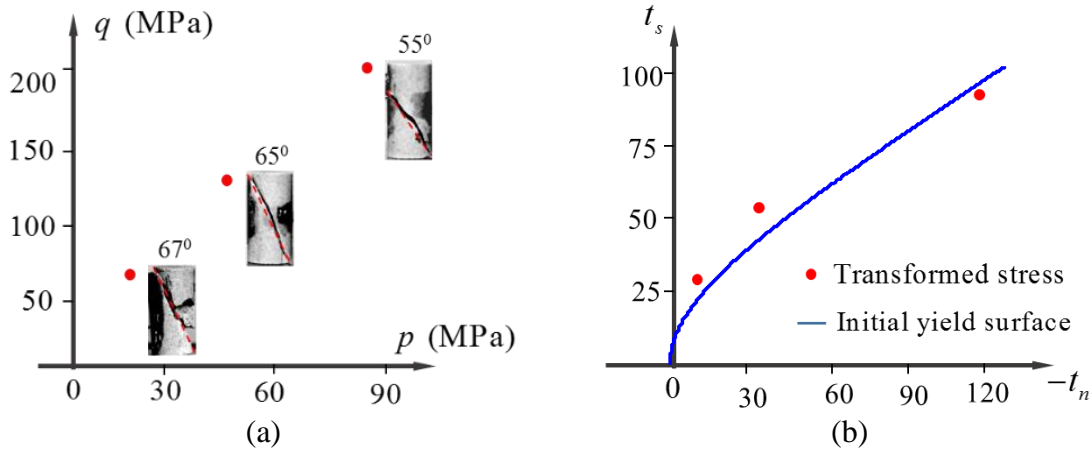 q (MPa)
200
150
100
50
0
30
60
90
p (MPa)
67⁰
65⁰
55⁰
(a)
tₛ
100
75
50
25
0
30
60
90
120
−tₙ
Transformed stress
Initial yield surface
(b)